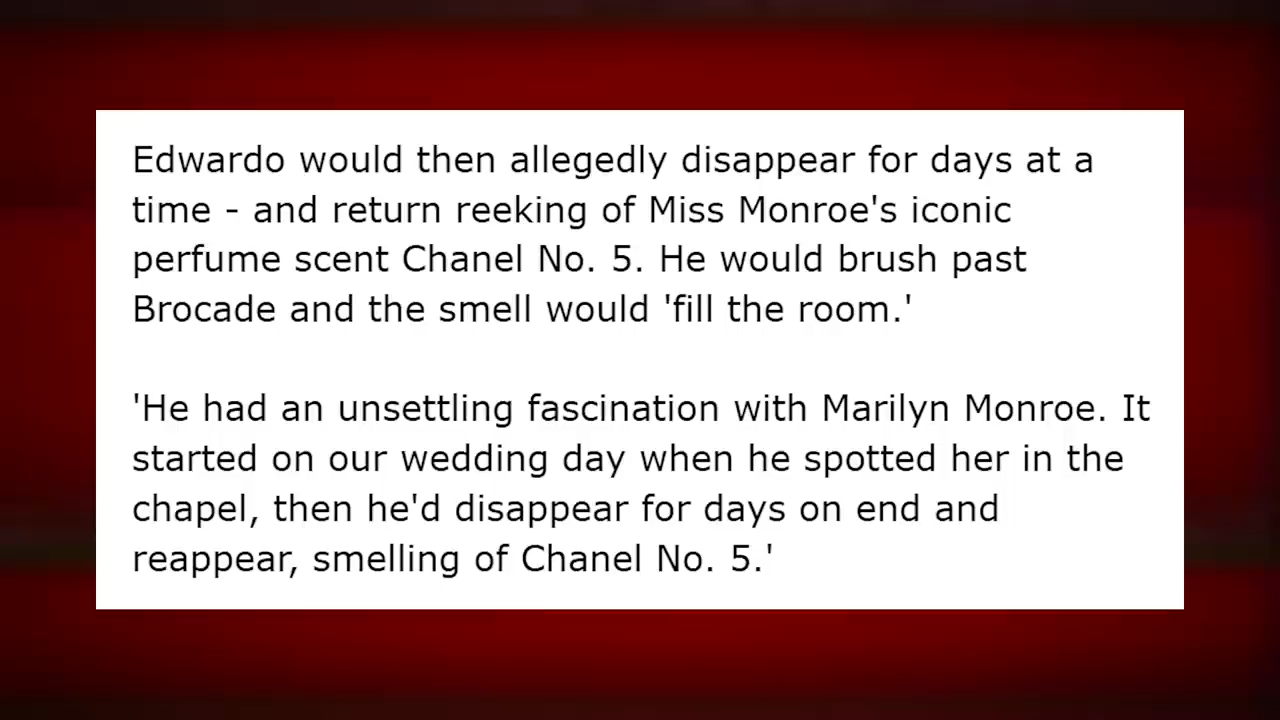 Edwardo would then allegedly disappear for days at a
time - and return reeking of Miss Monroe's iconic
perfume scent Chanel No. 5. He would brush past
Brocade and the smell would 'fill the room.'
'He had an unsettling fascination with Marilyn Monroe. It
started on our wedding day when he spotted her in the
chapel, then he'd disappear for days on end and
reappear, smelling of Chanel No. 5.'